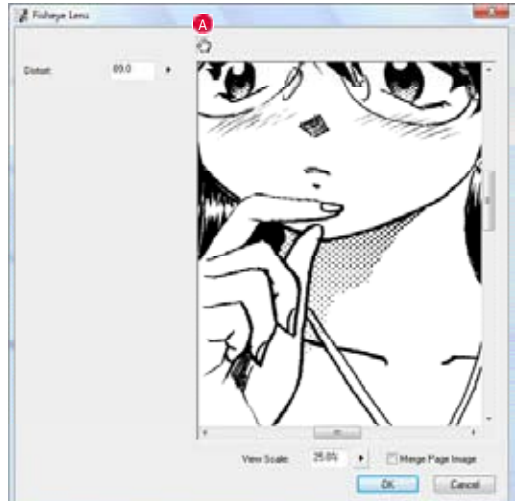 Fisheye Lens
A
Distort: 89.0
View Scale: 25.0%
Merge Page Image
OK Cancel